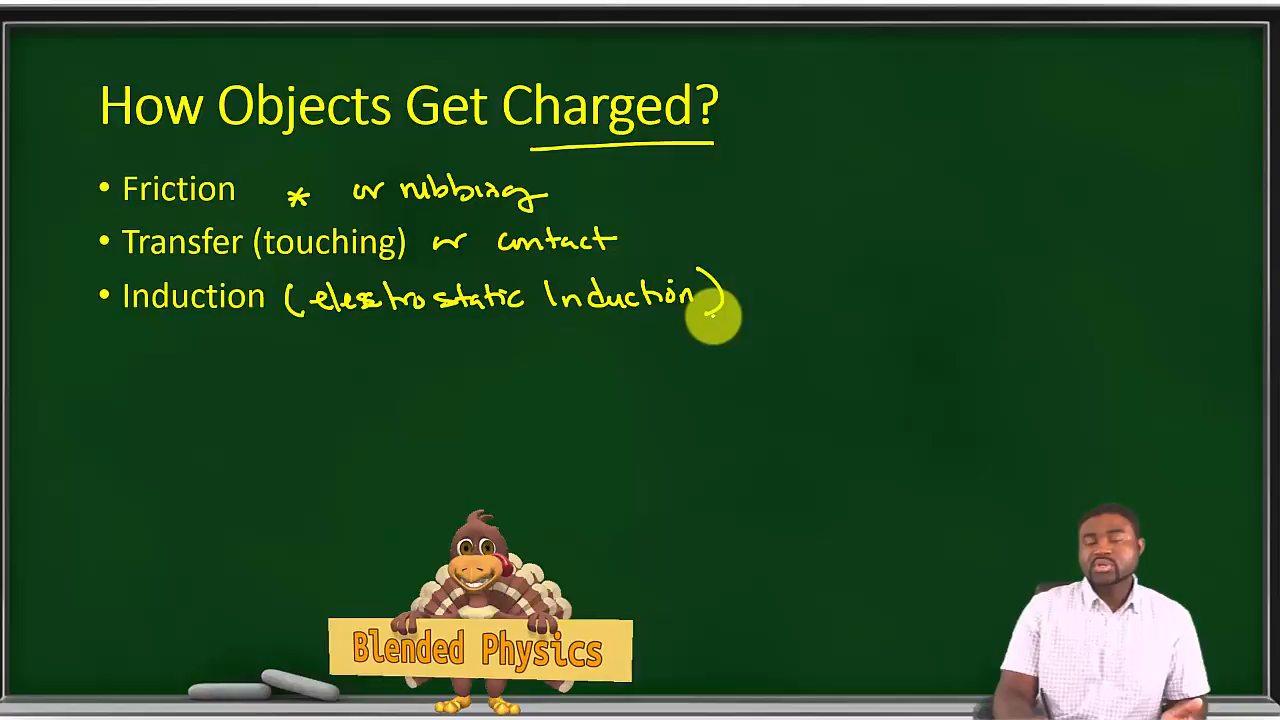 How Objects Get Charged?
• Friction * or rubbing
• Transfer (touching) or contact
• Induction (electrostatic Induction)
Blended Physics